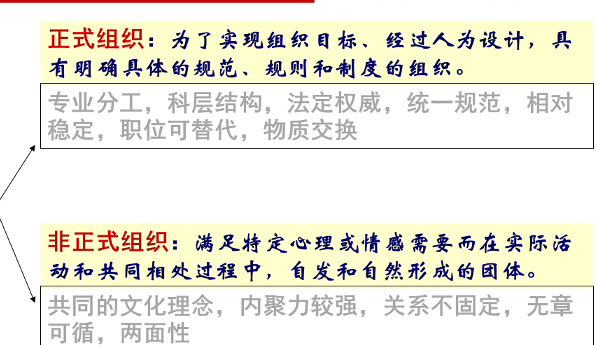 正式组织：为了实现组织目标、经过人为设计，具
有明确具体的规范、规则和制度的组织。
专业分工，科层结构，法定权威，统一规范，相对
稳定，职位可替代，物质交换
非正式组织：满足特定心理或情感需要而在实际活
动和共同相处过程中，自发和自然形成的团体。
共同的文化理念，内聚力较强，关系不固定，无章
可循，两面性